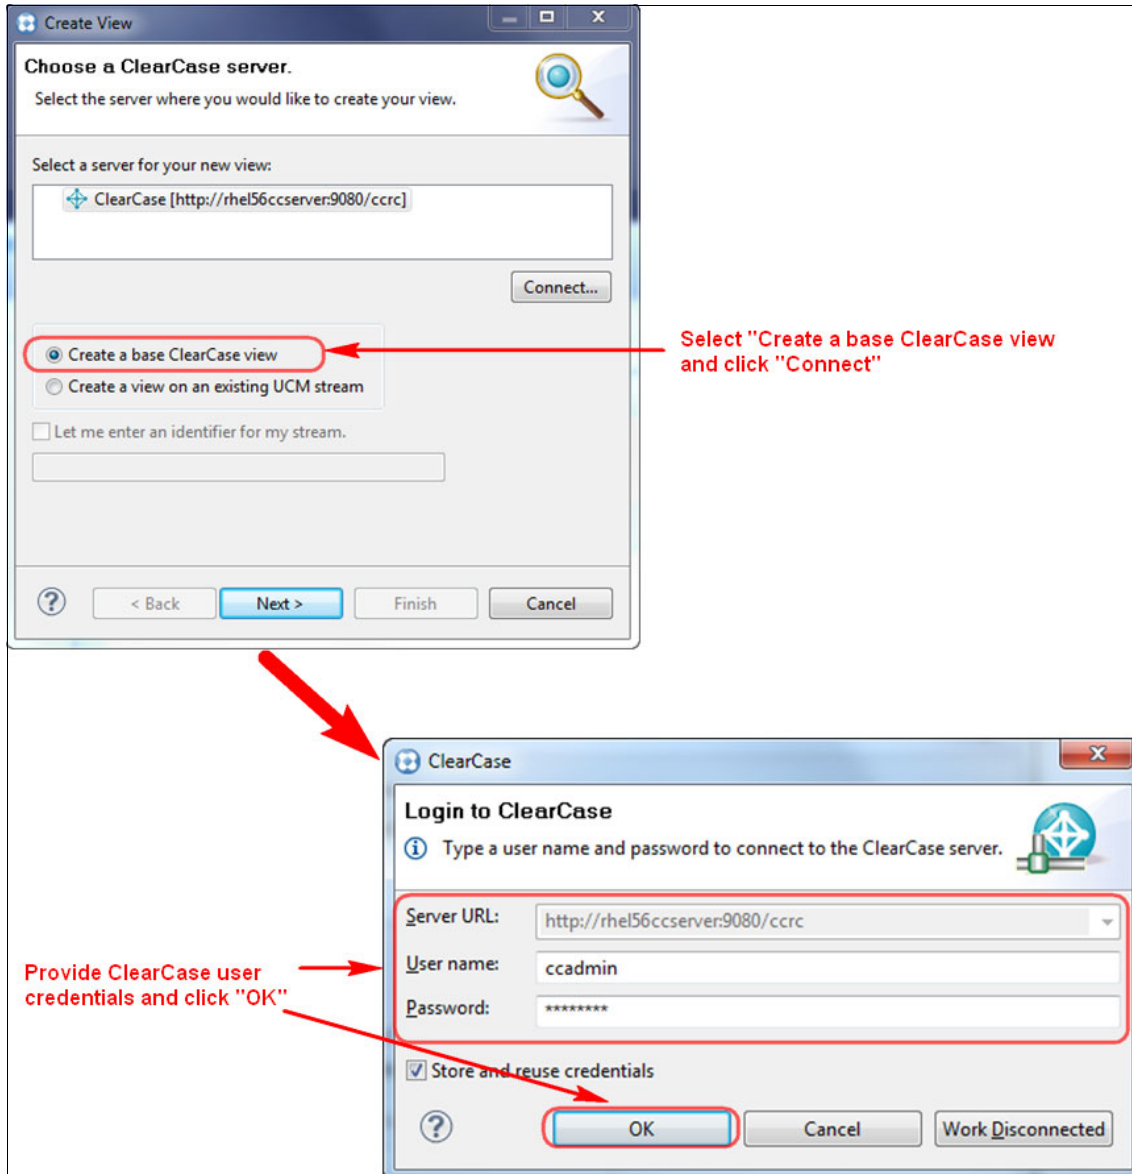 Create View
Choose a ClearCase server.
Select the server where you would like to create your view.
Select a server for your new view:
ClearCase [http://rhel56ccserver:9080/ccrc]
Connect...
Create a base ClearCase view
Create a view on an existing UCM stream
Let me enter an identifier for my stream.
Select "Create a base ClearCase view
and click "Connect"
?
< Back
Next >
Finish
Cancel
ClearCase
Login to ClearCase
Type a user name and password to connect to the ClearCase server.
Server URL:
http://rhel56ccserver:9080/ccrc
User name:
ccadmin
Password:
********
Provide ClearCase user
credentials and click "OK"
Store and reuse credentials
?
OK
Cancel
Work Disconnected